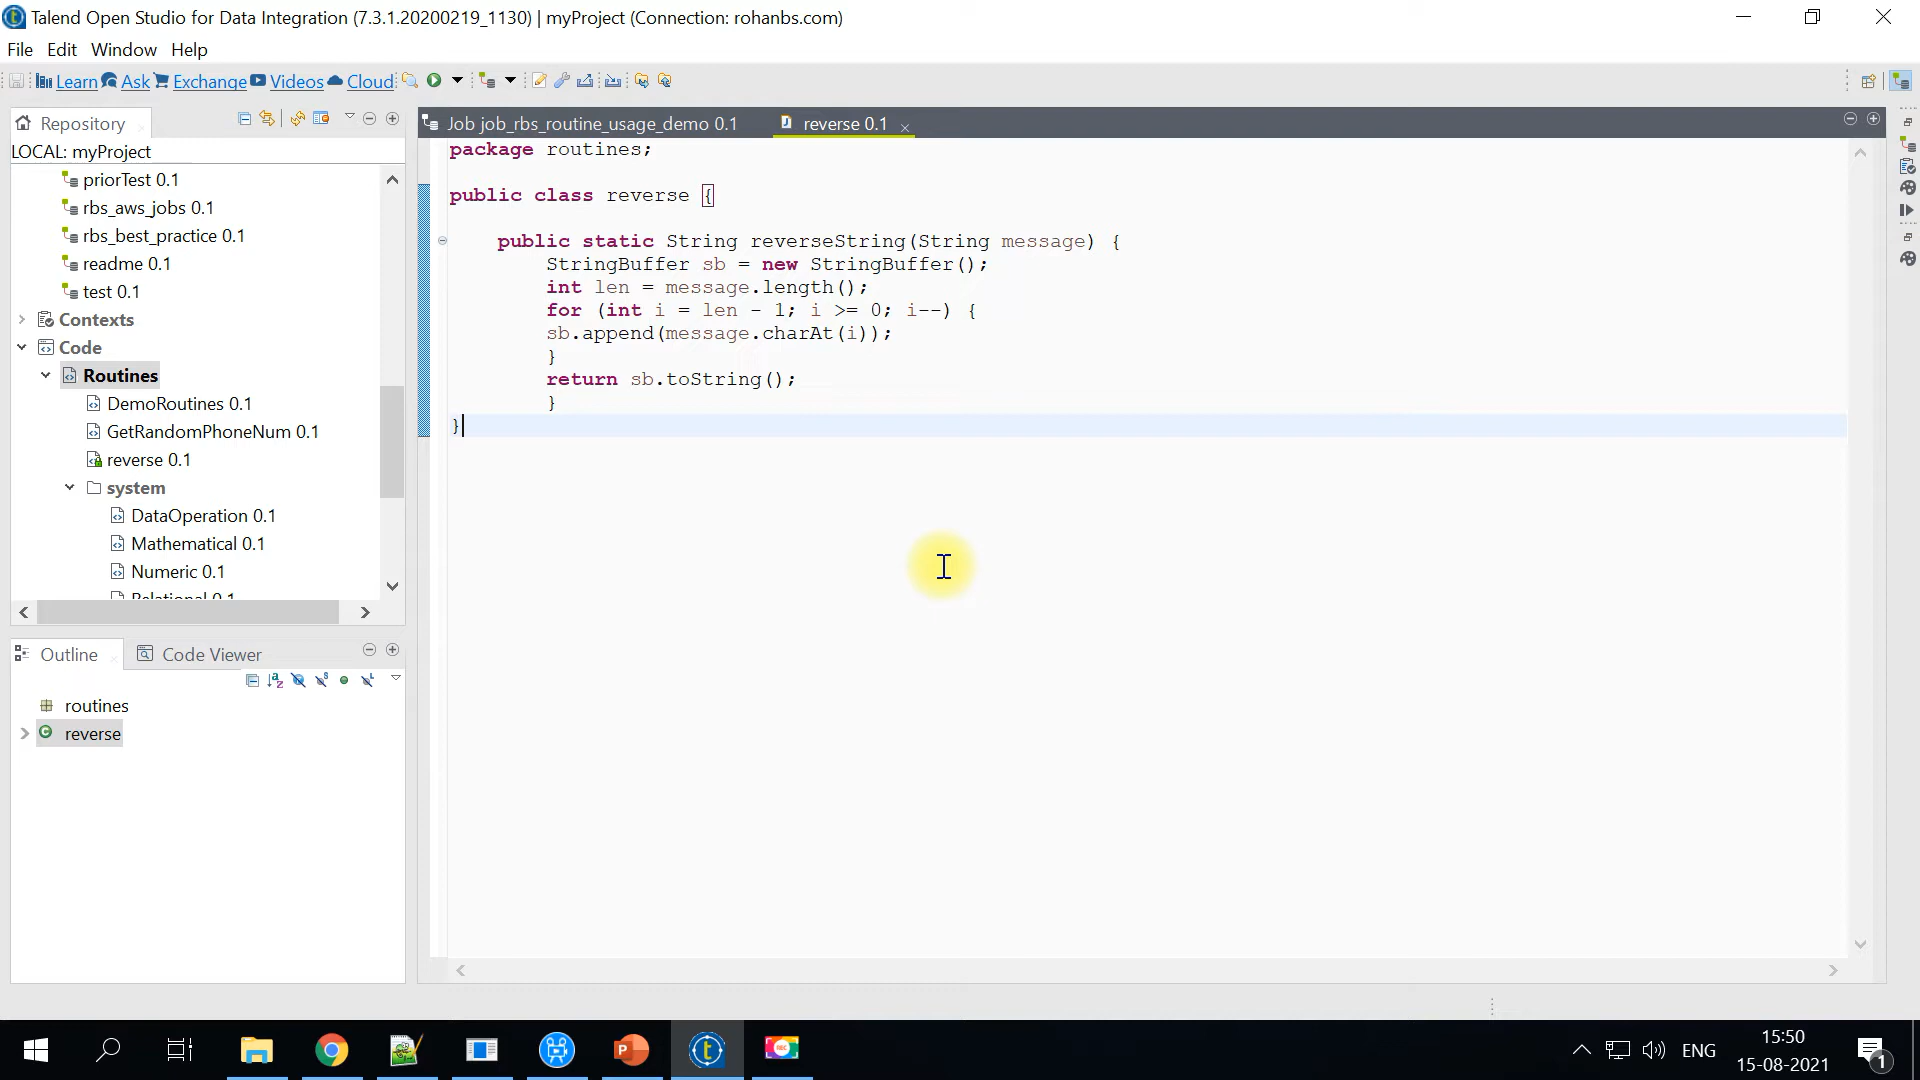 Talend Open Studio for Data Integration (7.3.1.20200219_1130) | myProject (Connection: rohanbs.com)
File Edit Window Help
Learn Ask Exchange Videos Cloud
Repository
LOCAL: myProject
priorTest 0.1
rbs_aws_jobs 0.1
rbs_best_practice 0.1
readme 0.1
test 0.1
Contexts
Code
Routines
DemoRoutines 0.1
GetRandomPhoneNum 0.1
reverse 0.1
system
DataOperation 0.1
Mathematical 0.1
Numeric 0.1
Relational 0.1
Outline Code Viewer
routines
reverse
Job job_rbs_routine_usage_demo 0.1 reverse 0.1
package routines;
public class reverse {
public static String reverseString(String message) {
StringBuffer sb = new StringBuffer();
int len = message.length();
for (int i = len - 1; i >= 0; i--) {
sb.append(message.charAt(i));
}
return sb.toString();
}
}
ENG
15:50
15-08-2021
1